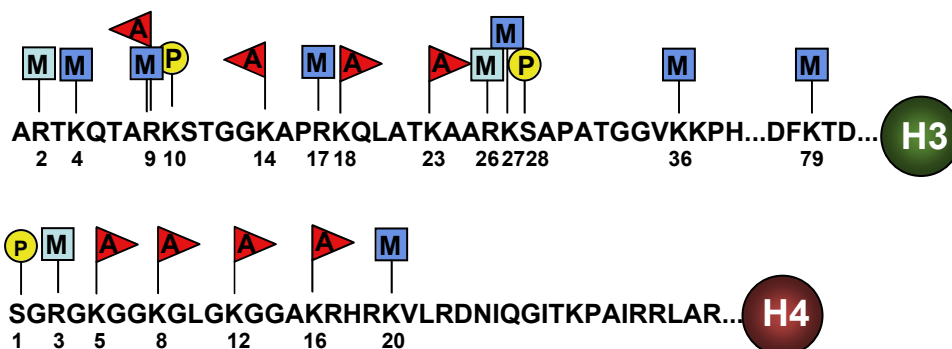 A
M M M P A M A A M M P M M
ARTKQTARKSTGGKAPRKQLATKAARKSAPATGGVKKPH...DFKTD... H3
2 4 9 10 14 17 18 23 26 27 28 36 79
P M A A A A M
SGRGKGGKGLGKGGAKRHRKVLRDNIQGITKPAIRRLAR... H4
1 3 5 8 12 16 20